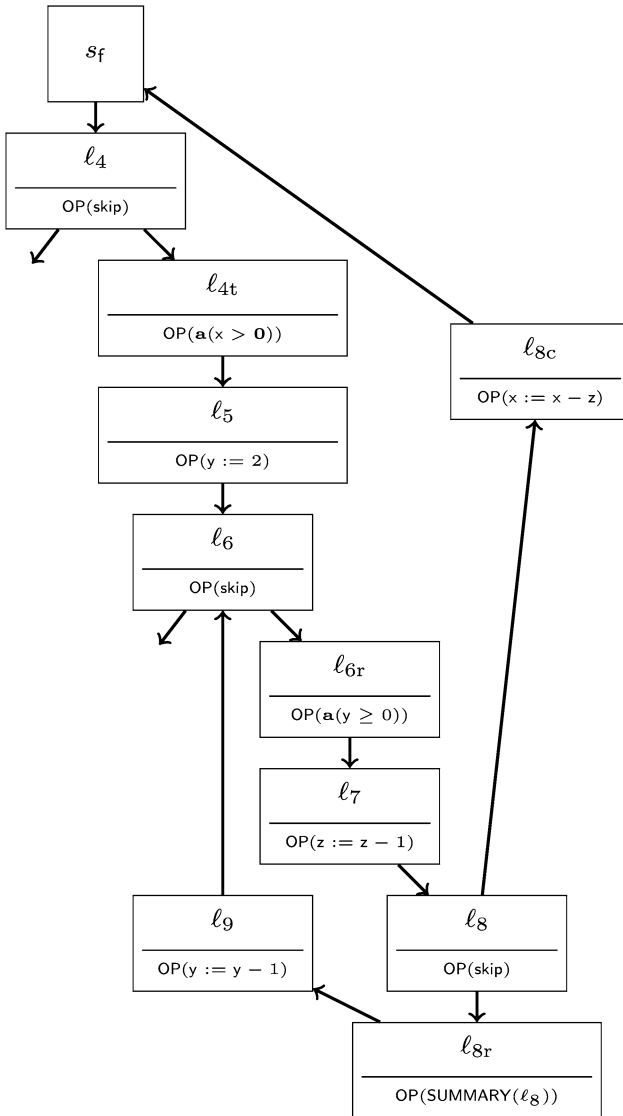 s_f
ℓ_4
OP(skip)
ℓ_4t
OP(a(x > 0))
ℓ_8c
OP(x := x − z)
ℓ_5
OP(y := 2)
ℓ_6
OP(skip)
ℓ_6r
OP(a(y ≥ 0))
ℓ_7
OP(z := z − 1)
ℓ_9
OP(y := y − 1)
ℓ_8
OP(skip)
ℓ_8r
OP(SUMMARY(ℓ_8))